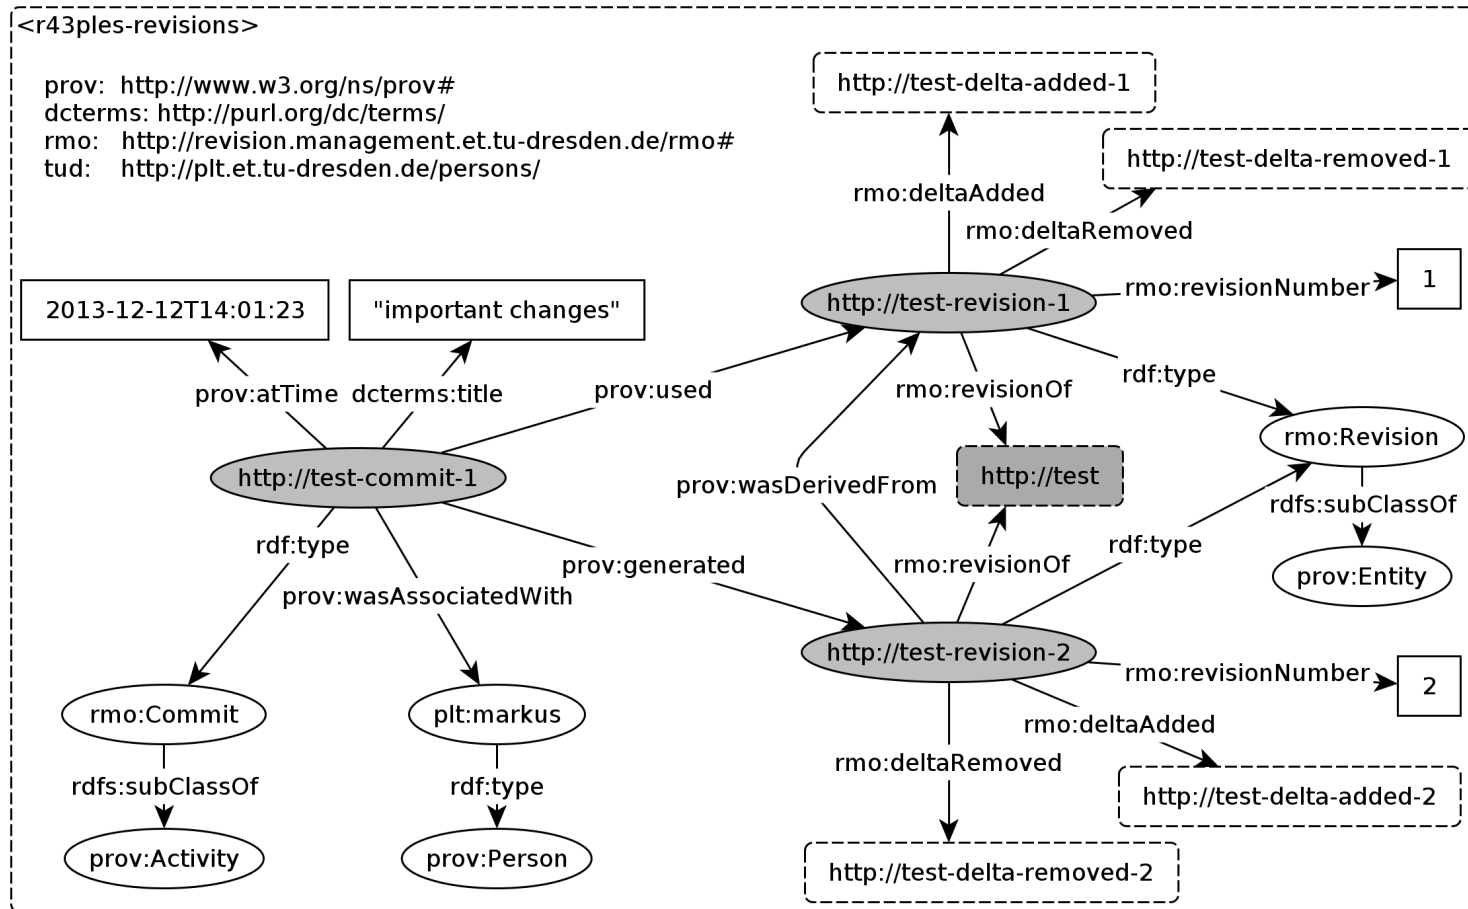 <r43ples-revisions>
prov: http://www.w3.org/ns/prov#
dcterms: http://purl.org/dc/terms/
rmo: http://revision.management.et.tu-dresden.de/rmo#
tud: http://plt.et.tu-dresden.de/persons/
http://test-delta-added-1
http://test-delta-removed-1
rmo:deltaAdded
rmo:deltaRemoved
http://test-revision-1
rmo:revisionNumber
1
2013-12-12T14:01:23
"important changes"
prov:atTime
dcterms:title
prov:used
rmo:revisionOf
rdf:type
rmo:Revision
http://test-commit-1
prov:wasDerivedFrom
http://test
rdfs:subClassOf
rdf:type
prov:generated
rmo:revisionOf
rdf:type
prov:Entity
prov:wasAssociatedWith
http://test-revision-2
rmo:revisionNumber
2
rmo:Commit
plt:markus
rmo:deltaAdded
rmo:deltaRemoved
rdfs:subClassOf
rdf:type
http://test-delta-added-2
prov:Activity
prov:Person
http://test-delta-removed-2